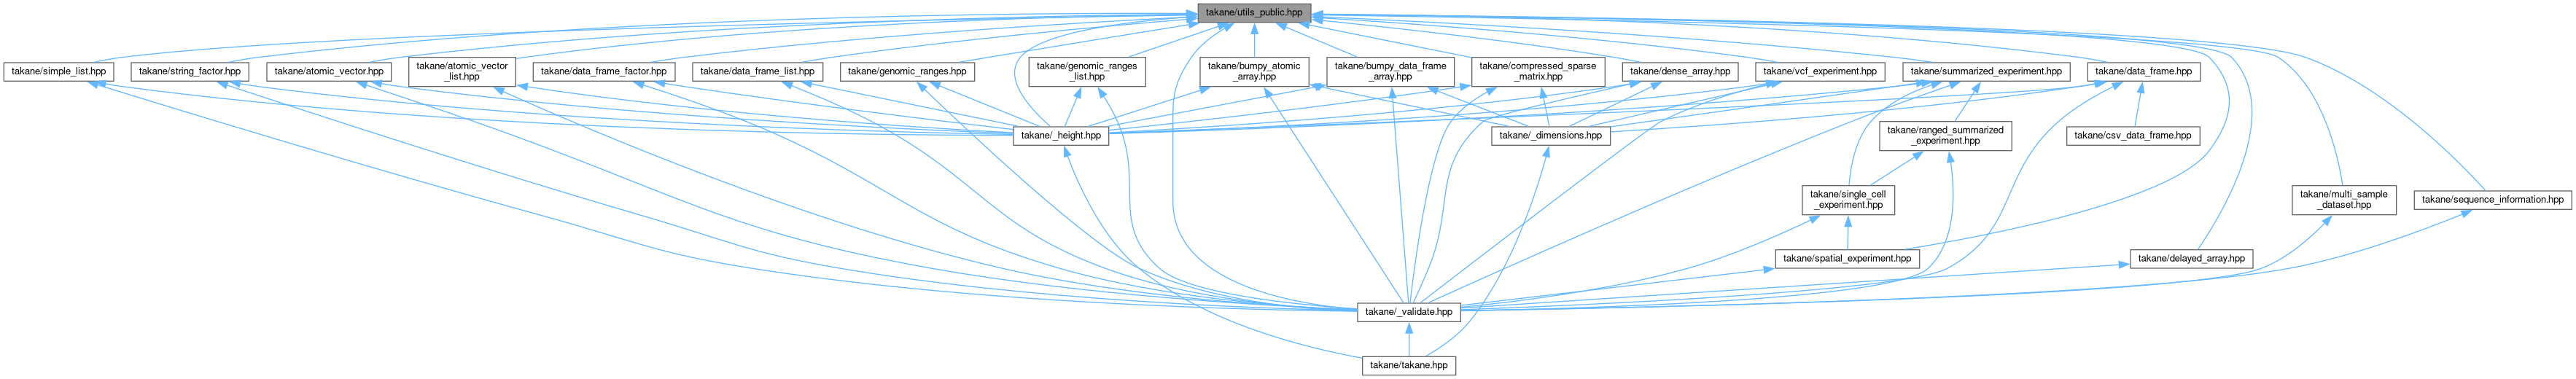 takane/utils_public.hpp
takane/simple_list.hpp
takane/string_factor.hpp
takane/atomic_vector.hpp
takane/atomic_vector
_list.hpp
takane/data_frame_factor.hpp
takane/data_frame_list.hpp
takane/genomic_ranges.hpp
takane/genomic_ranges
_list.hpp
takane/bumpy_atomic
_array.hpp
takane/bumpy_data_frame
_array.hpp
takane/compressed_sparse
_matrix.hpp
takane/dense_array.hpp
takane/vcf_experiment.hpp
takane/summarized_experiment.hpp
takane/data_frame.hpp
takane/_height.hpp
takane/_dimensions.hpp
takane/ranged_summarized
_experiment.hpp
takane/csv_data_frame.hpp
takane/single_cell
_experiment.hpp
takane/multi_sample
_dataset.hpp
takane/sequence_information.hpp
takane/spatial_experiment.hpp
takane/delayed_array.hpp
takane/_validate.hpp
takane/takane.hpp